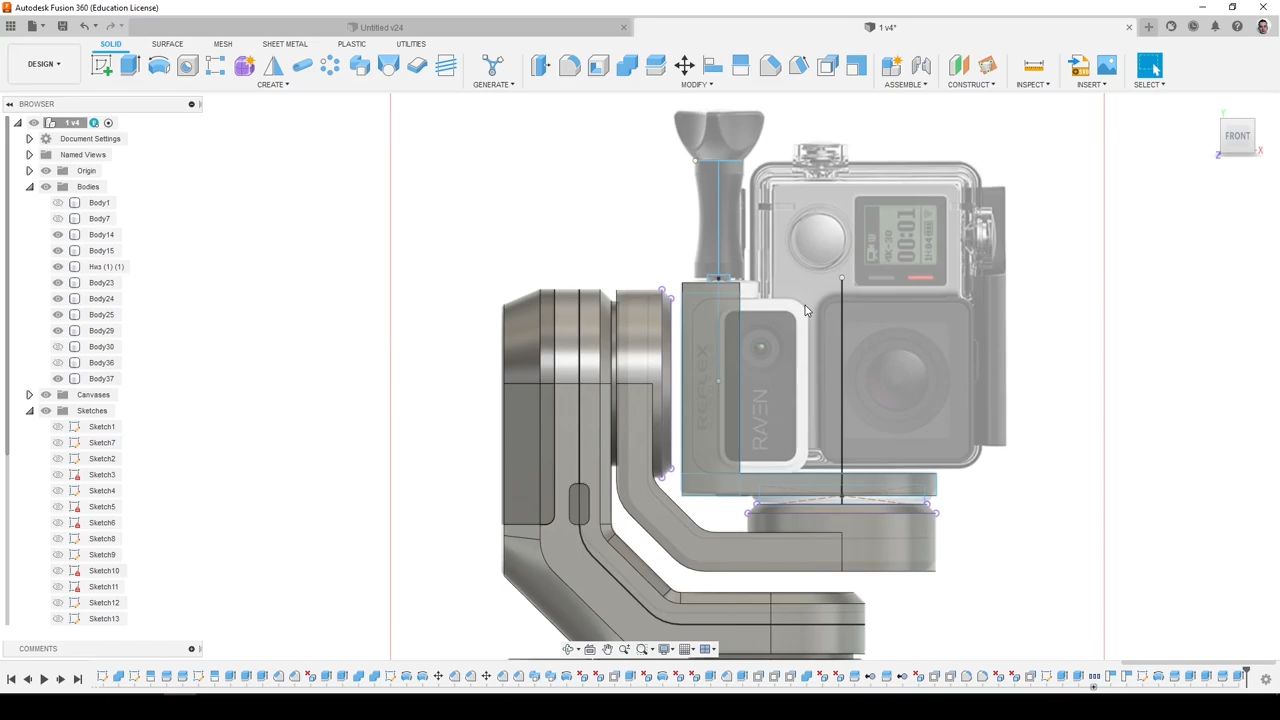 Autodesk Fusion 360 (Education License)
Untitled v24
1 v4*
SOLID SURFACE MESH SHEET METAL PLASTIC UTILITIES
DESIGN
CREATE GENERATE MODIFY ASSEMBLE CONSTRUCT INSPECT INSERT SELECT
BROWSER
1 v4
Document Settings
Named Views
Origin
Bodies
Body1
Body7
Body14
Body15
Низ (1) (1)
Body23
Body24
Body25
Body29
Body30
Body36
Body37
Canvases
Sketches
Sketch1
Sketch7
Sketch2
Sketch3
Sketch4
Sketch5
Sketch6
Sketch8
Sketch9
Sketch10
Sketch11
Sketch12
Sketch13
COMMENTS
Y
FRONT
Z
X
4K-30
00:01
REFLEX
RAVEN